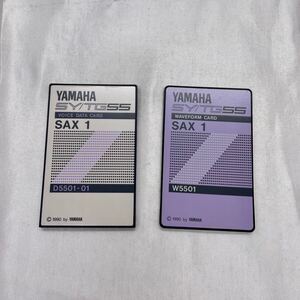 YAMAHA
SY/TG55
VOICE DATA CARD
SAX 1
D5501-01
© 1990 by YAMAHA
YAMAHA
SY/TG55
WAVEFORM CARD
SAX 1
W5501
© 1990 by YAMAHA